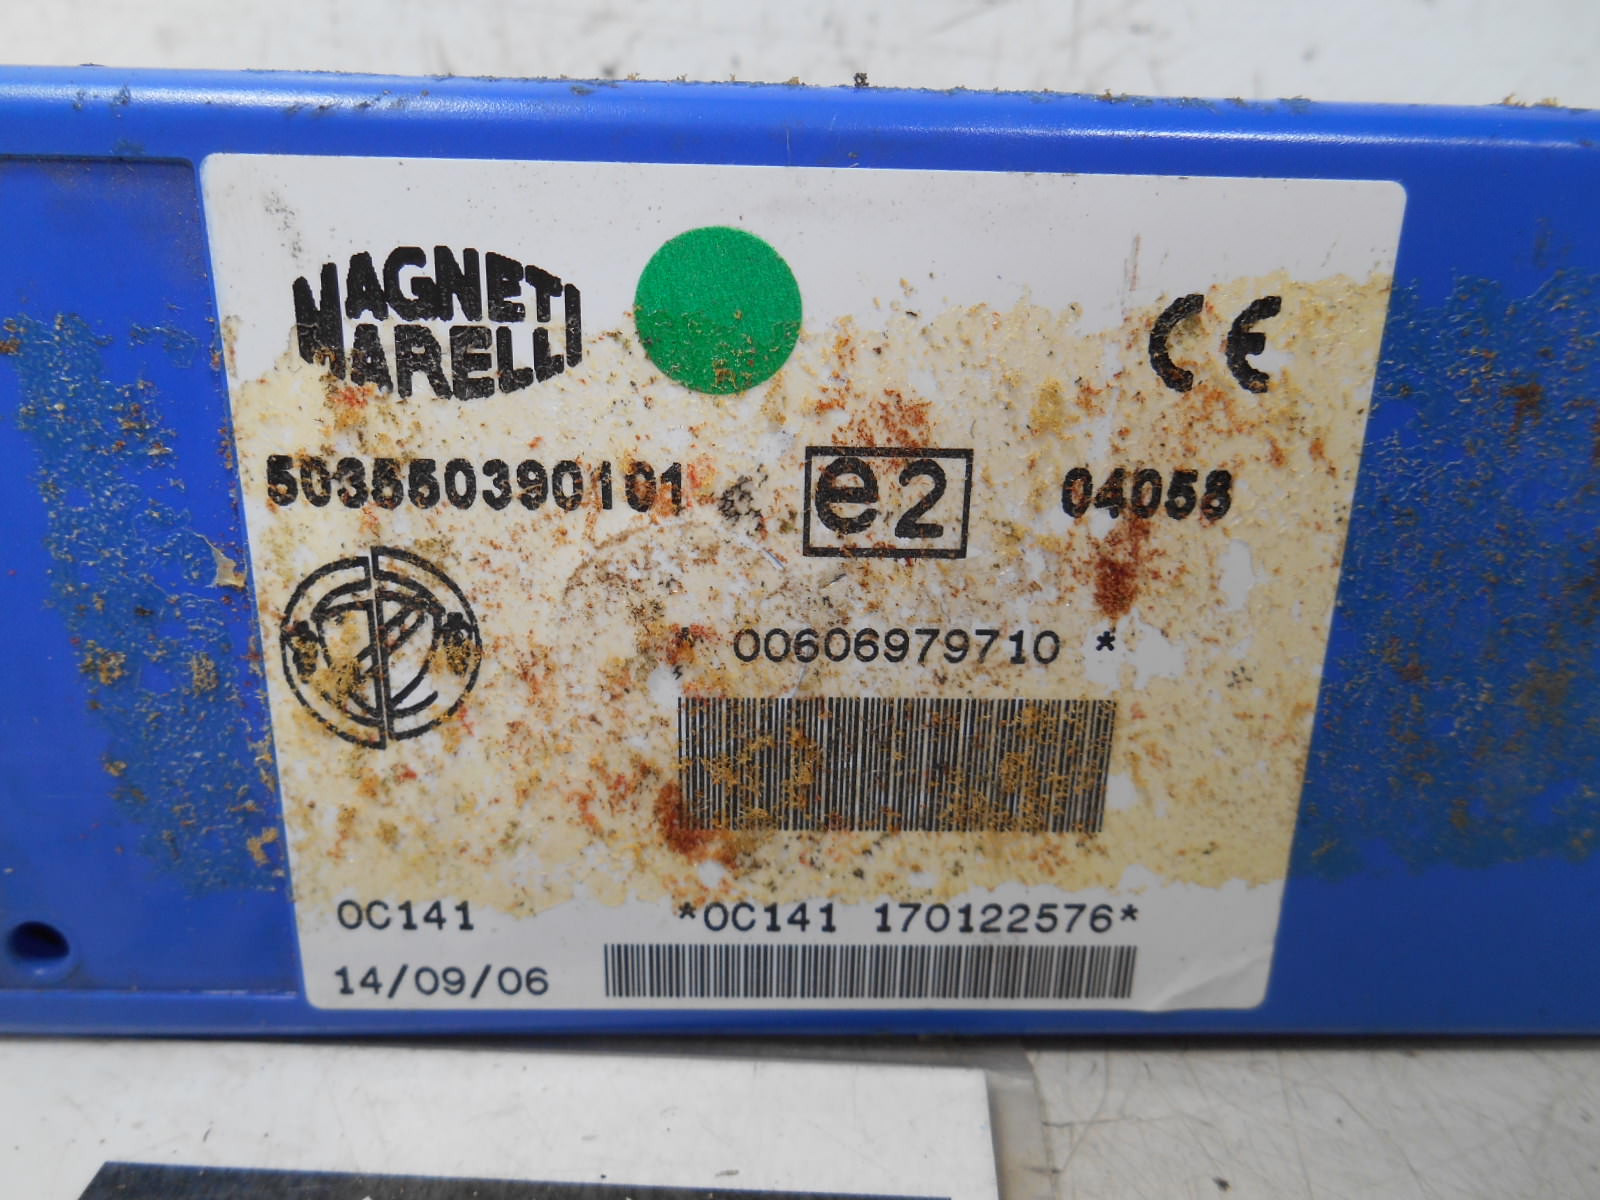 MAGNETI
MARELLI
CE
503550390101
e2
04058
* 00606979710 *
0C141
*0C141 170122576*
14/09/06